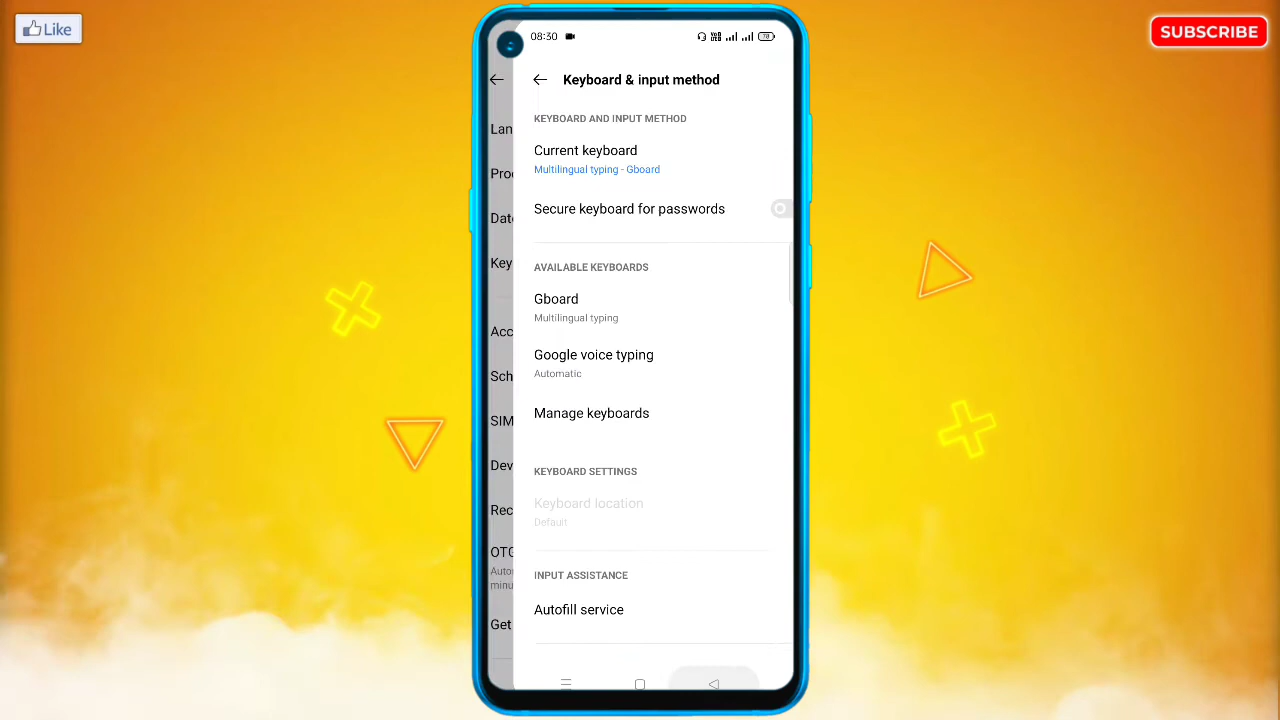 Like
SUBSCRIBE
08:30
70
Keyboard & input method
KEYBOARD AND INPUT METHOD
Lan
Current keyboard
Multilingual typing - Gboard
Secure keyboard for passwords
Date
AVAILABLE KEYBOARDS
Key
Gboard
Multilingual typing
Acc
Google voice typing
Automatic
Sch
Manage keyboards
SIM
Dev
KEYBOARD SETTINGS
Keyboard location
Rec
Default
OTG
INPUT ASSISTANCE
Autofill service
Get